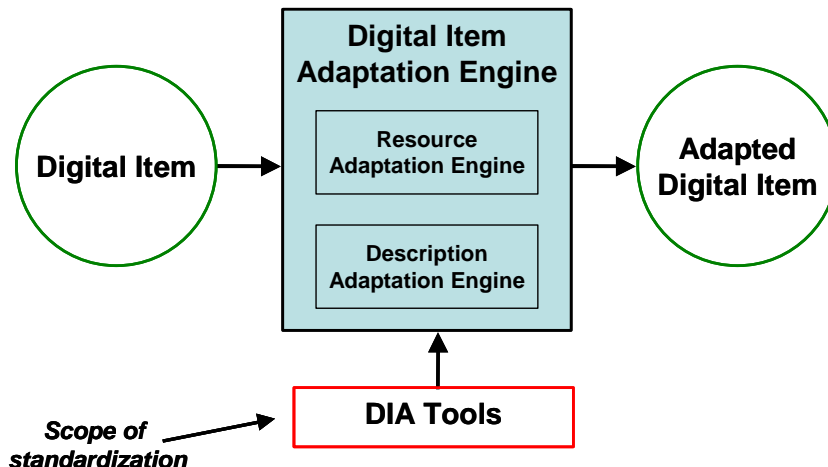 Digital Item
Adaptation Engine
Resource
Adaptation Engine
Digital Item
Adapted
Digital Item
Description
Adaptation Engine
DIA Tools
Scope of
standardization